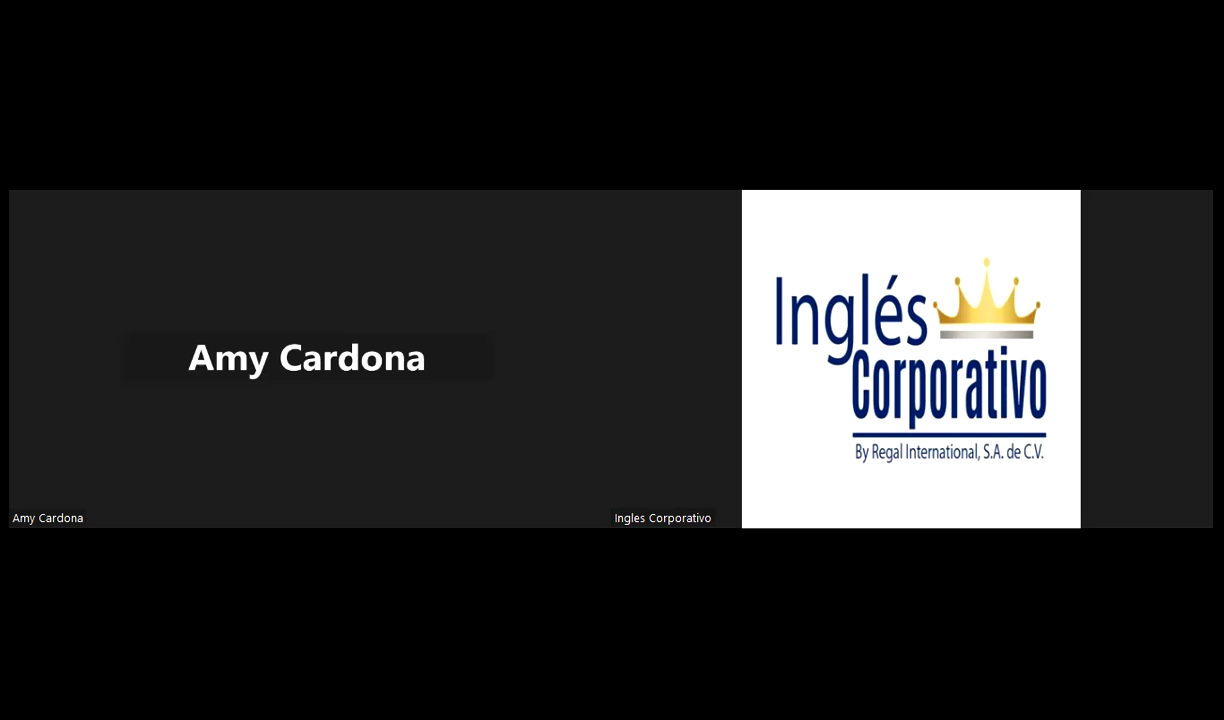 Amy Cardona
Amy Cardona
Inglés
Corporativo
By Regal International, S.A. de C.V.
Ingles Corporativo